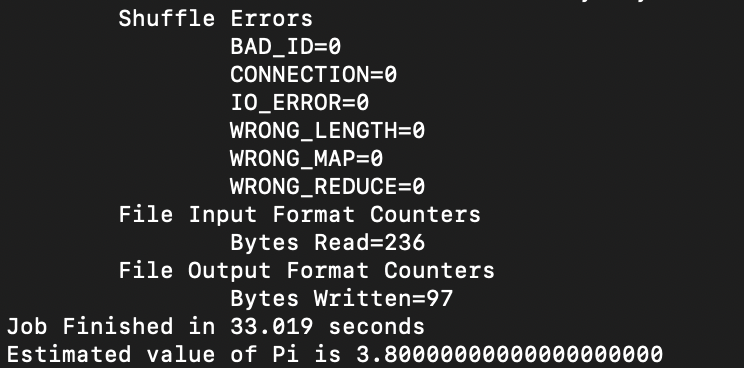 Shuffle Errors
BAD_ID=0
CONNECTION=0
IO_ERROR=0
WRONG_LENGTH=0
WRONG_MAP=0
WRONG_REDUCE=0
File Input Format Counters
Bytes Read=236
File Output Format Counters
Bytes Written=97
Job Finished in 33.019 seconds
Estimated value of Pi is 3.80000000000000000000